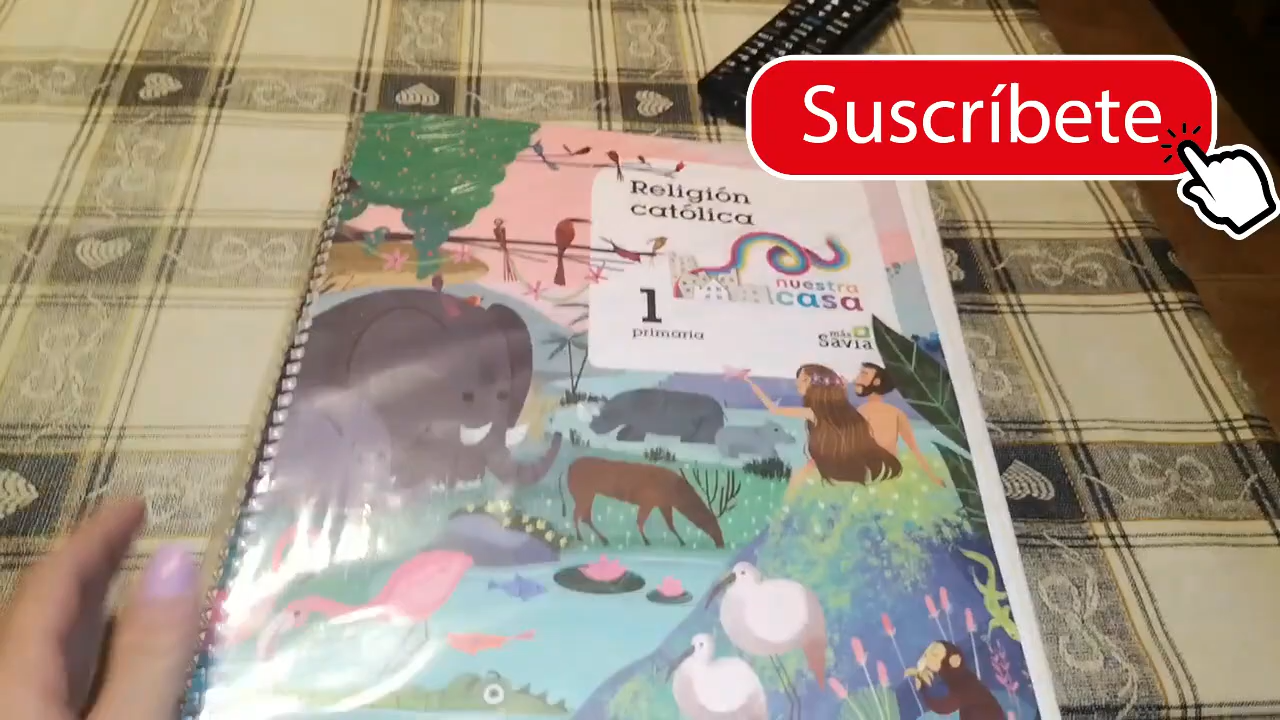 Suscríbete
Religión
católica
nuestra
casa
1
primaria
más
Savia